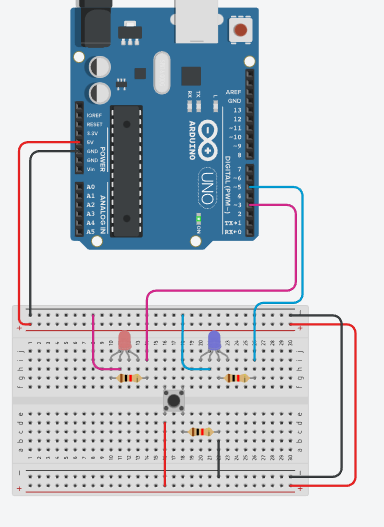 AREF
GND
13
12
~11
~10
~9
8
7
~6
~5
4
~3
2
TX→1
RX←0
DIGITAL (PWM~)
RX
TX
L
ARDUINO
UNO
ON
IOREF
RESET
3.3V
5V
GND
GND
Vin
POWER
A0
A1
A2
A3
A4
A5
ANALOG IN
− −
+ +
j j
i i
h h
g g
f f
e e
d d
c c
b b
a a
− −
+ +